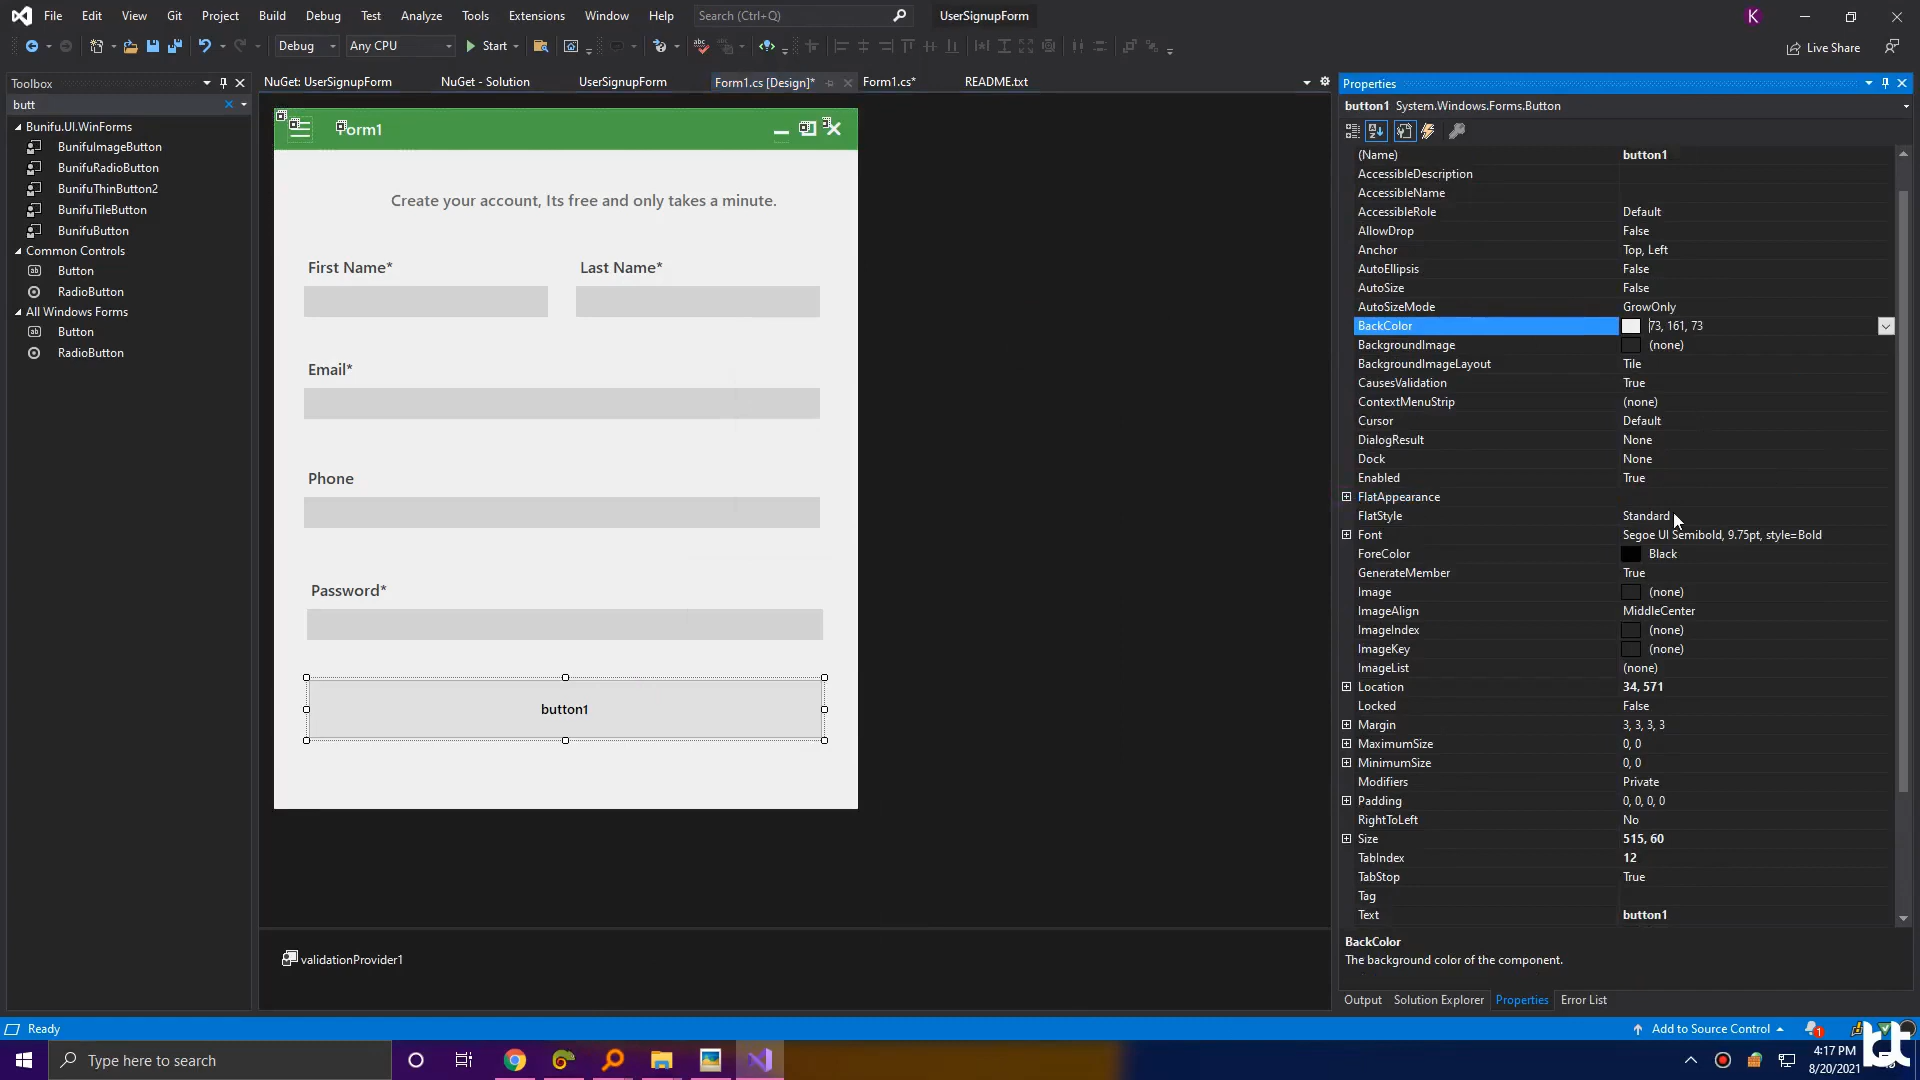 File Edit View Git Project Build Debug Test Analyze Tools Extensions Window Help Search (Ctrl+Q) UserSignupForm K
Debug Any CPU Start Live Share
Toolbox
butt
Bunifu.UI.WinForms
BunifuImageButton
BunifuRadioButton
BunifuThinButton2
BunifuTileButton
BunifuButton
Common Controls
Button
RadioButton
All Windows Forms
Button
RadioButton
NuGet: UserSignupForm NuGet - Solution UserSignupForm Form1.cs [Design]* Form1.cs* README.txt
Form1
Create your account, Its free and only takes a minute.
First Name* Last Name*
Email*
Phone
Password*
button1
validationProvider1
Properties
button1 System.Windows.Forms.Button
(Name) button1
AccessibleDescription
AccessibleName
AccessibleRole Default
AllowDrop False
Anchor Top, Left
AutoEllipsis False
AutoSize False
AutoSizeMode GrowOnly
BackColor 73, 161, 73
BackgroundImage (none)
BackgroundImageLayout Tile
CausesValidation True
ContextMenuStrip (none)
Cursor Default
DialogResult None
Dock None
Enabled True
FlatAppearance
FlatStyle Standard
Font Segoe UI Semibold, 9.75pt, style=Bold
ForeColor Black
GenerateMember True
Image (none)
ImageAlign MiddleCenter
ImageIndex (none)
ImageKey (none)
ImageList (none)
Location 34, 571
Locked False
Margin 3, 3, 3, 3
MaximumSize 0, 0
MinimumSize 0, 0
Modifiers Private
Padding 0, 0, 0, 0
RightToLeft No
Size 515, 60
TabIndex 12
TabStop True
Tag
Text button1
BackColor
The background color of the component.
Output Solution Explorer Properties Error List
Ready Add to Source Control 1
Type here to search 4:17 PM
8/20/2021